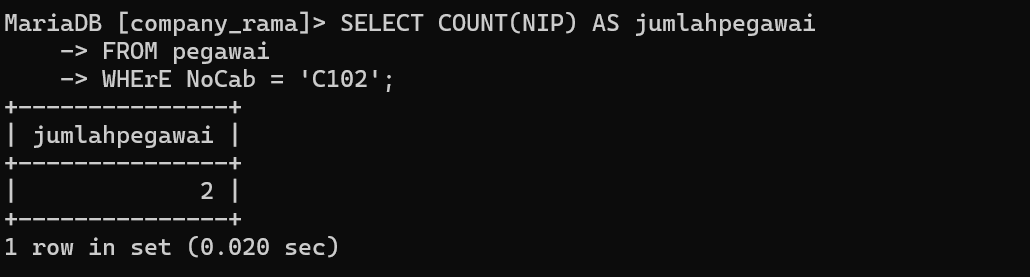 MariaDB [company_rama]> SELECT COUNT(NIP) AS jumlahpegawai
    -> FROM pegawai
    -> WHErE NoCab = 'C102';
+---------------+
| jumlahpegawai |
+---------------+
|             2 |
+---------------+
1 row in set (0.020 sec)